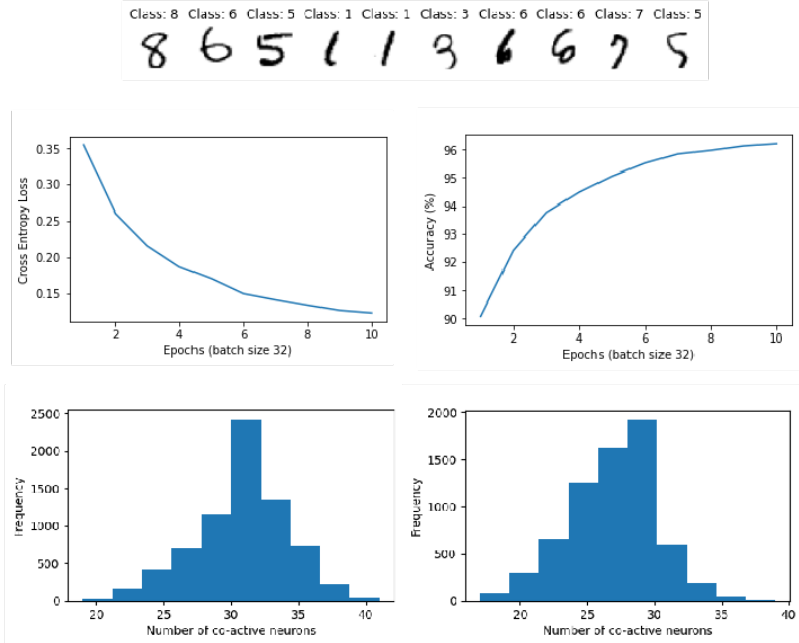 Class: 8 Class: 6 Class: 5 Class: 1 Class: 1 Class: 3 Class: 6 Class: 6 Class: 7 Class: 5
8 6 5 1 1 3 6 6 7 5
0.35
0.30
0.25
0.20
0.15
Cross Entropy Loss
2 4 6 8 10
Epochs (batch size 32)
96
95
94
93
92
91
90
Accuracy (%)
2 4 6 8 10
Epochs (batch size 32)
2500
2000
1500
1000
500
0
Frequency
20 25 30 35 40
Number of co-active neurons
2000
1500
1000
500
0
Frequency
20 25 30 35 40
Number of co-active neurons